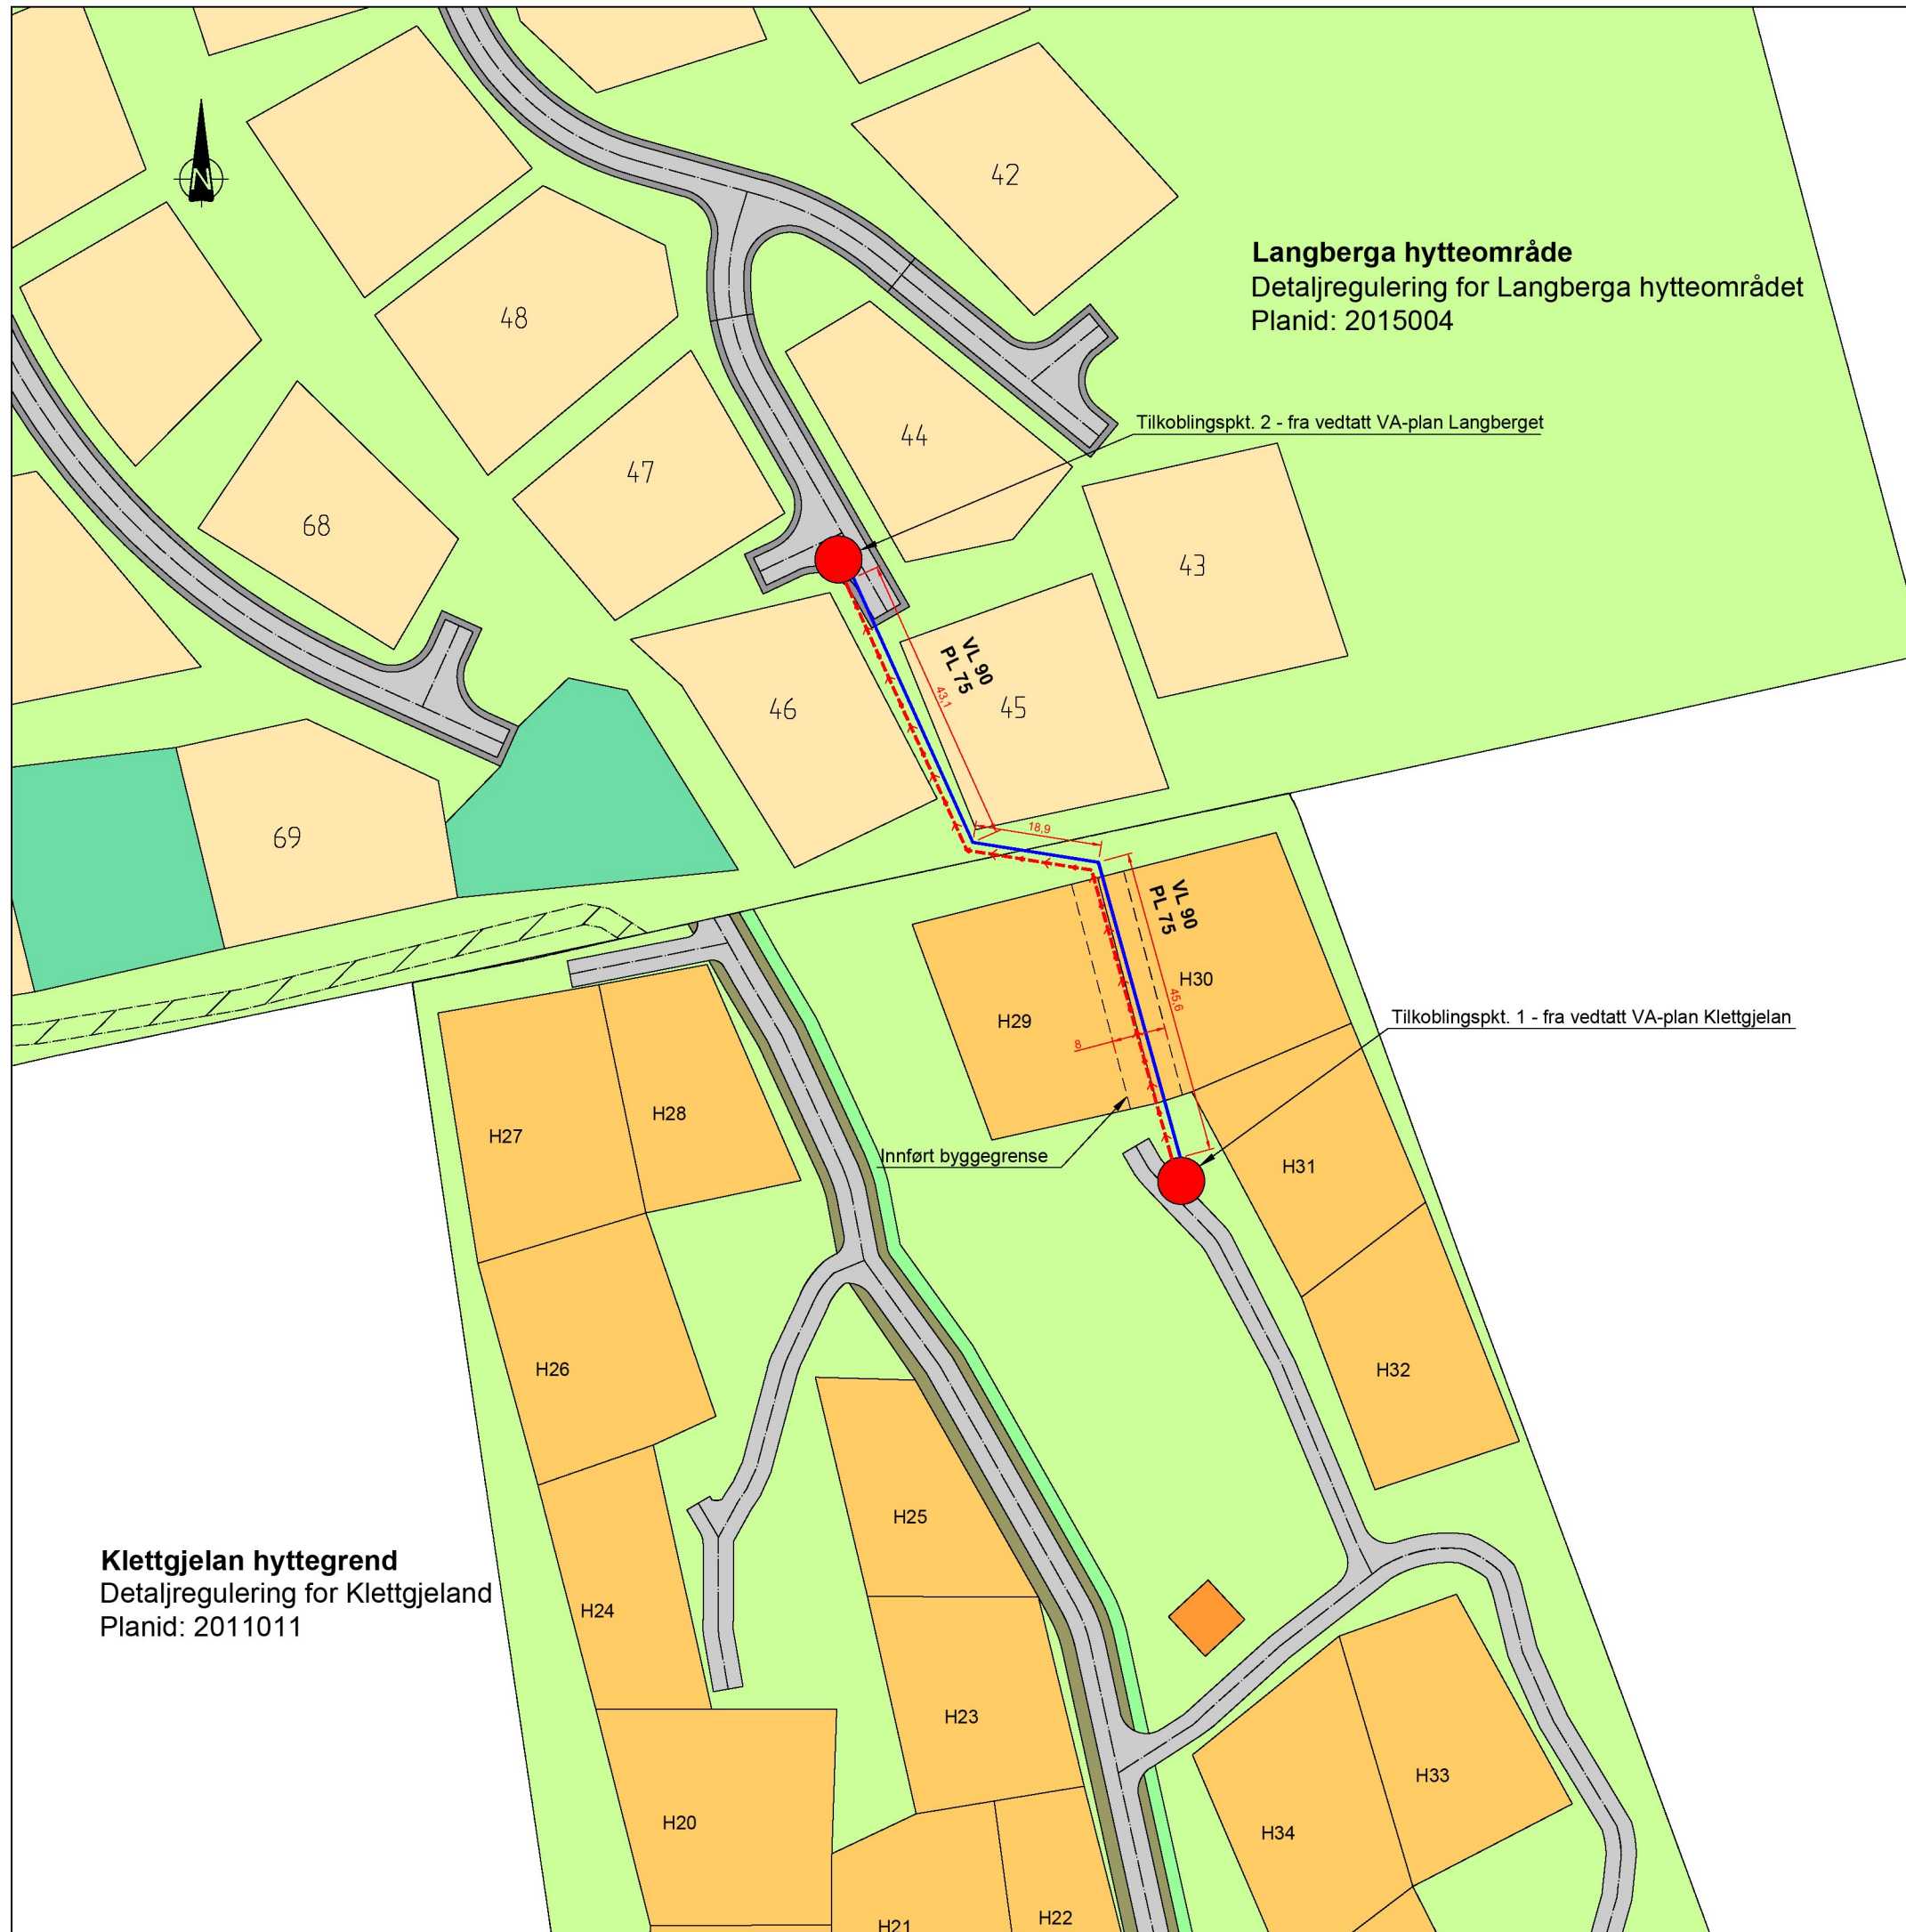 N
42
Langberga hytteområde
Detaljregulering for Langberga hytteområdet
Planid: 2015004
48
Tilkoblingspkt. 2 - fra vedtatt VA-plan Langberget
44
47
68
43
VL 90
PL 75
43,1
46
45
69
18,9
VL 90
PL 75
H30
45,6
H29
8
Tilkoblingspkt. 1 - fra vedtatt VA-plan Klettgjelan
H28
H27
Innført byggegrense
H31
H26
H32
H25
Klettgjelan hyttegrend
Detaljregulering for Klettgjeland
Planid: 2011011
H24
H23
H33
H20
H34
H22
H21